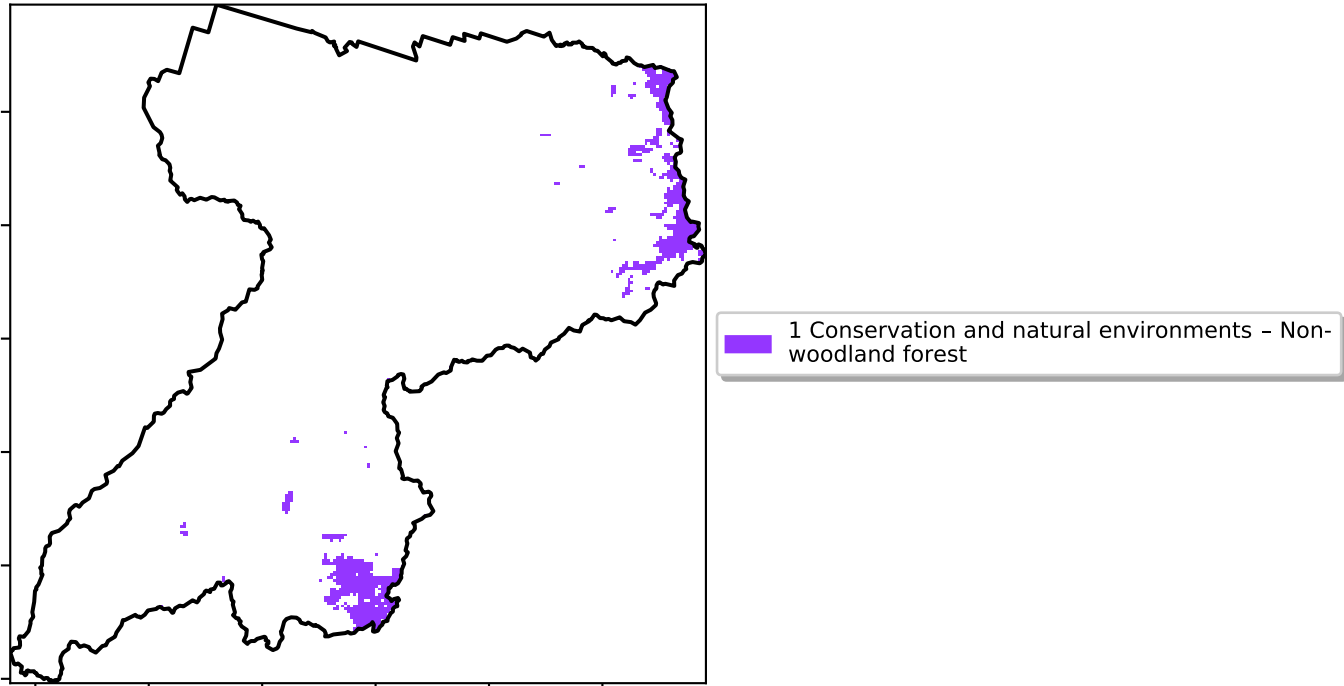 1 Conservation and natural environments – Non-
woodland forest